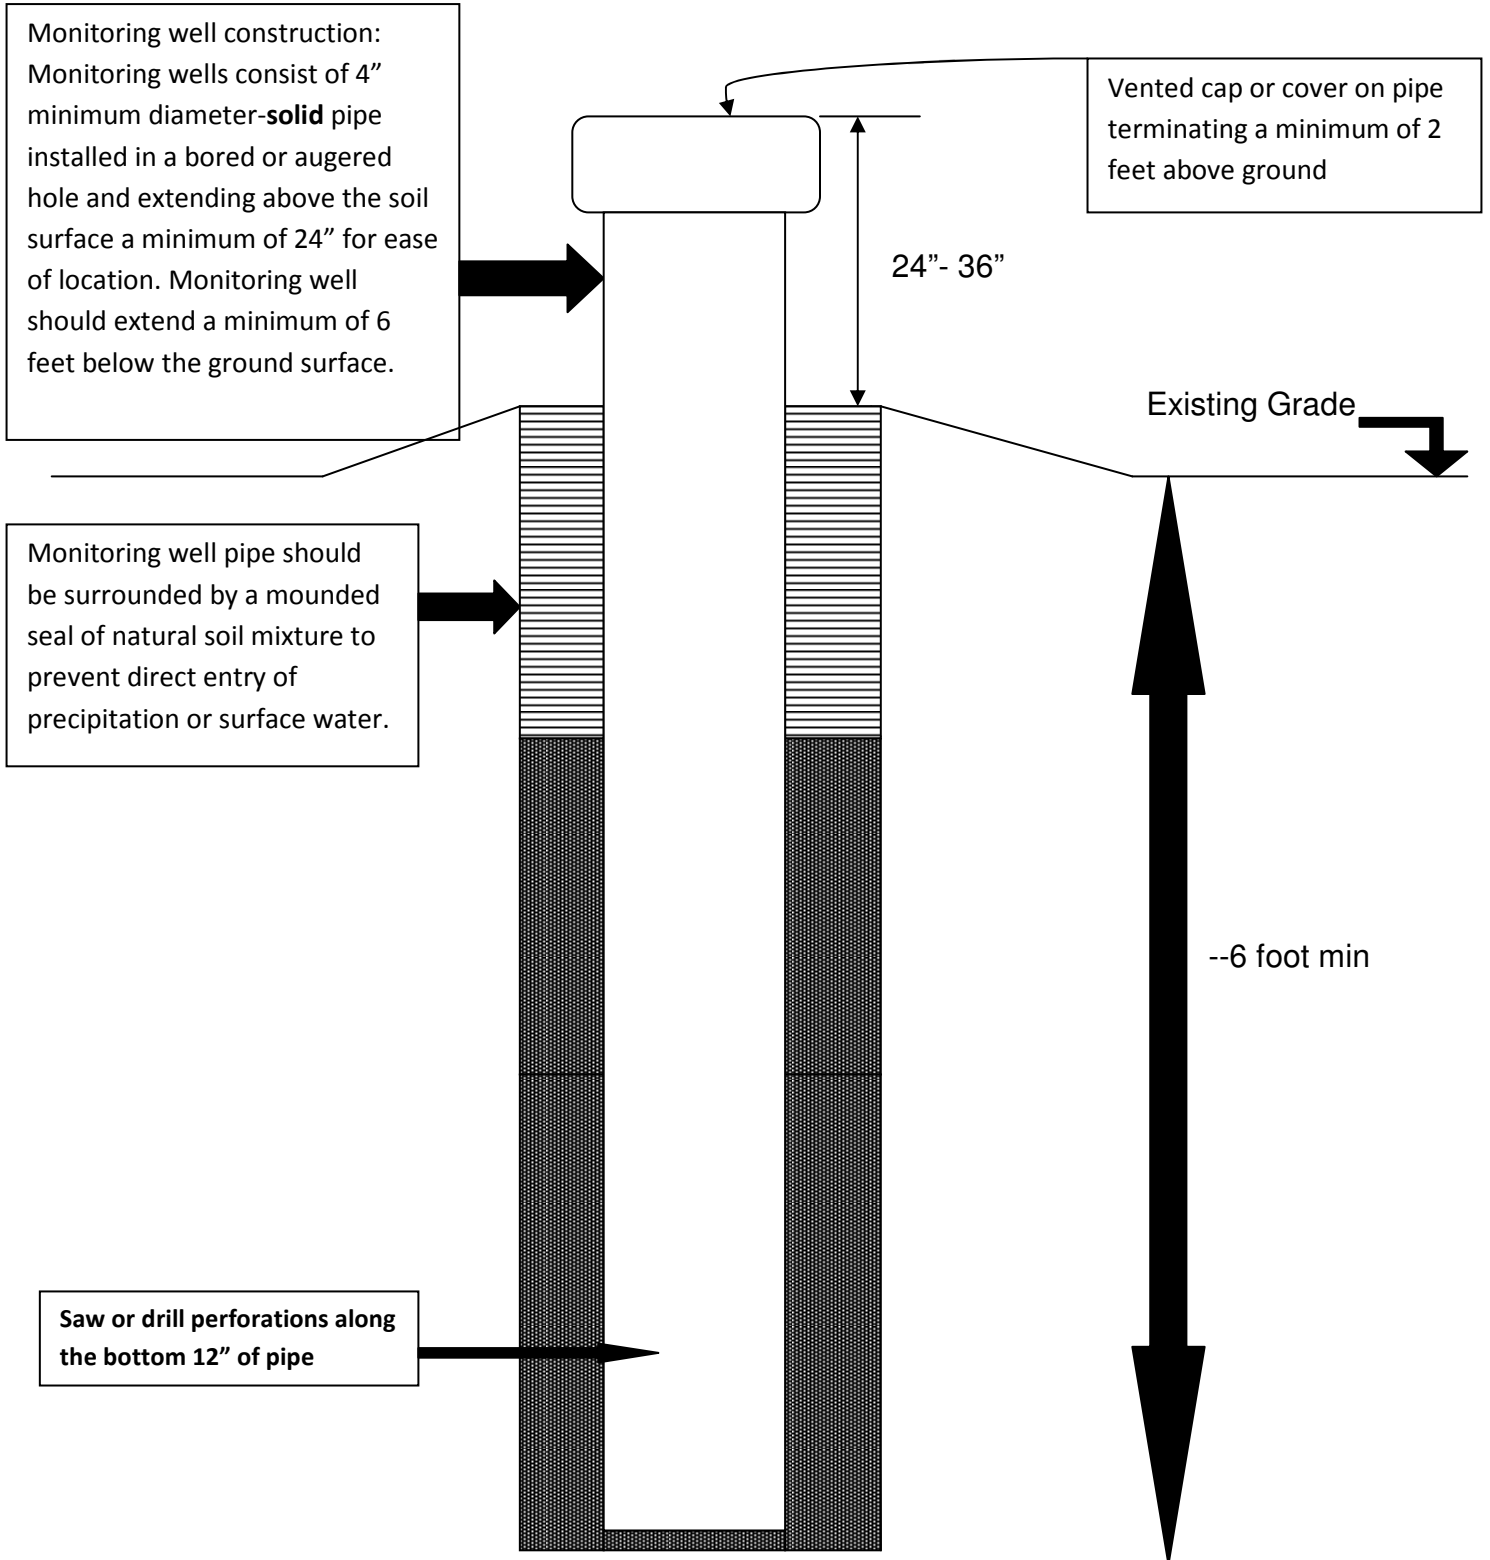 Monitoring well construction:
Monitoring wells consist of 4”
minimum diameter-solid pipe
installed in a bored or augered
hole and extending above the soil
surface a minimum of 24” for ease
of location. Monitoring well
should extend a minimum of 6
feet below the ground surface.
Vented cap or cover on pipe
terminating a minimum of 2
feet above ground
24”- 36”
Existing Grade
Monitoring well pipe should
be surrounded by a mounded
seal of natural soil mixture to
prevent direct entry of
precipitation or surface water.
--6 foot min
Saw or drill perforations along
the bottom 12” of pipe